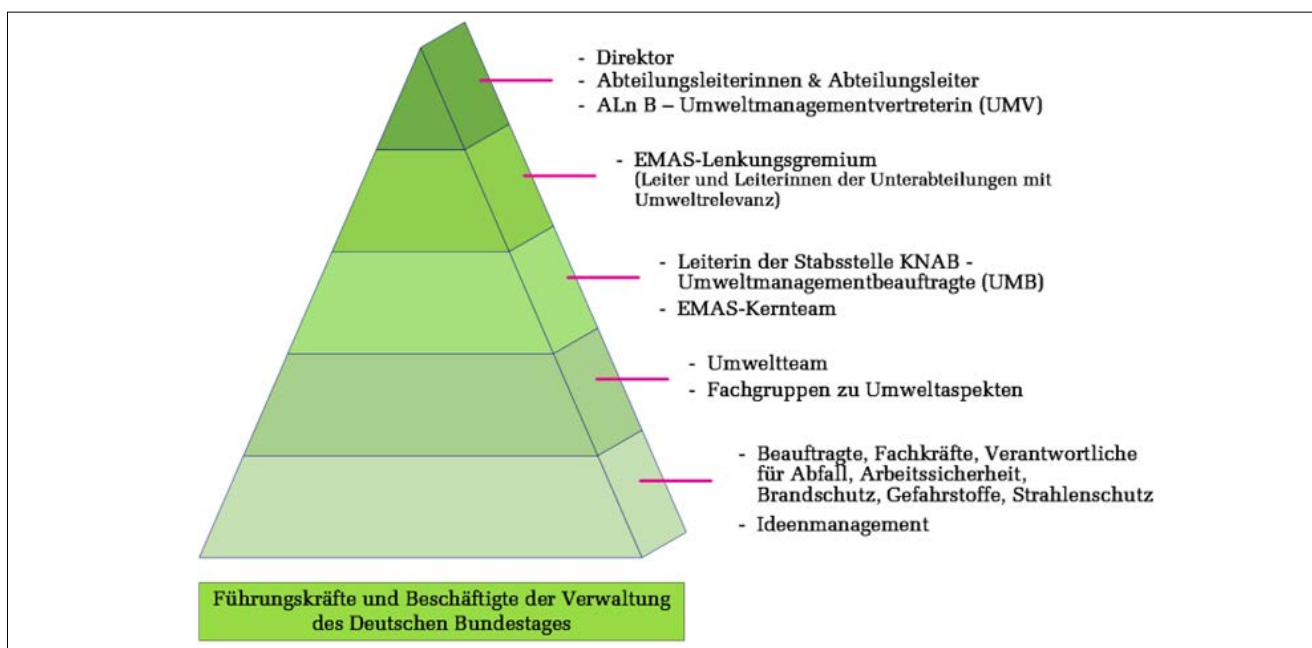 - Direktor
- Abteilungsleiterinnen & Abteilungsleiter
- ALn B – Umweltmanagementvertreterin (UMV)
- EMAS-Lenkungsgremium
(Leiter und Leiterinnen der Unterabteilungen mit
Umweltrelevanz)
- Leiterin der Stabsstelle KNAB -
Umweltmanagementbeauftragte (UMB)
- EMAS-Kernteam
- Umweltteam
- Fachgruppen zu Umweltaspekten
- Beauftragte, Fachkräfte, Verantwortliche
für Abfall, Arbeitssicherheit,
Brandschutz, Gefahrstoffe, Strahlenschutz
- Ideenmanagement
Führungskräfte und Beschäftigte der Verwaltung
des Deutschen Bundestages